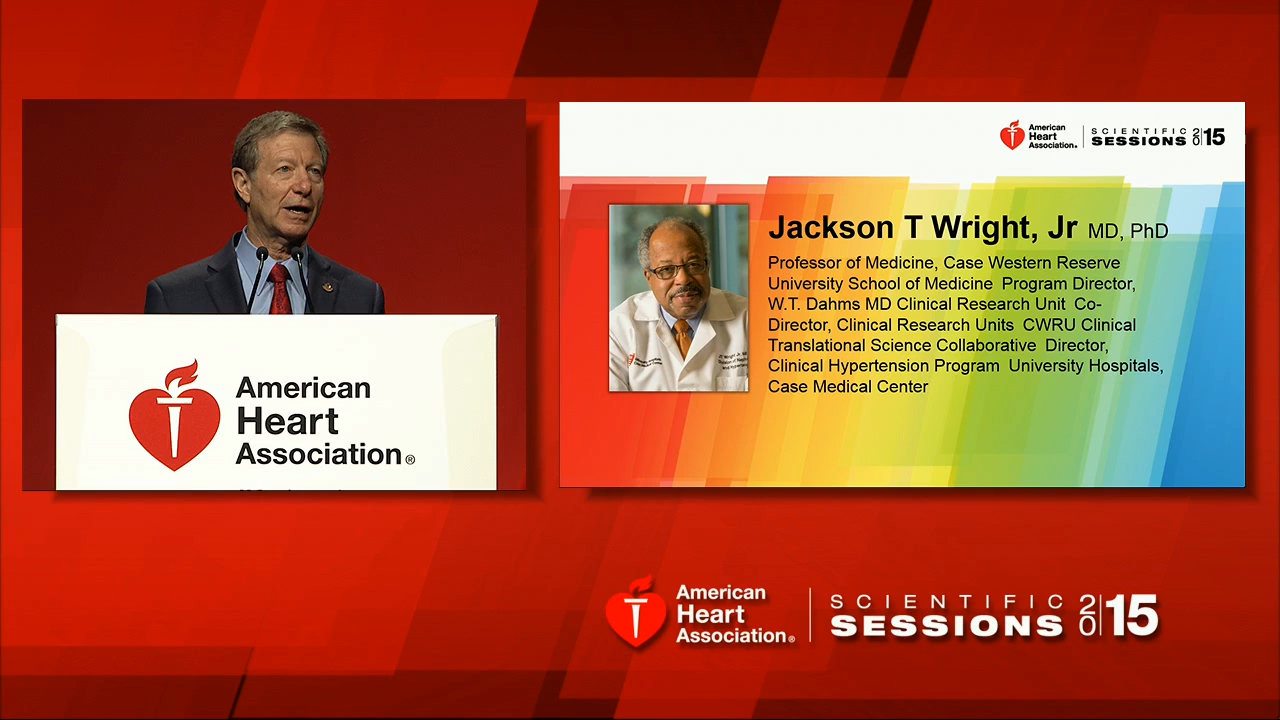 American
Heart
Association®
American
Heart
Association®
SCIENTIFIC
SESSIONS
2015
Jackson T Wright, Jr MD, PhD
Professor of Medicine, Case Western Reserve
University School of Medicine Program Director,
W.T. Dahms MD Clinical Research Unit Co-
Director, Clinical Research Units CWRU Clinical
Translational Science Collaborative Director,
Clinical Hypertension Program University Hospitals,
Case Medical Center
American
Heart
Association®
SCIENTIFIC
SESSIONS
2015